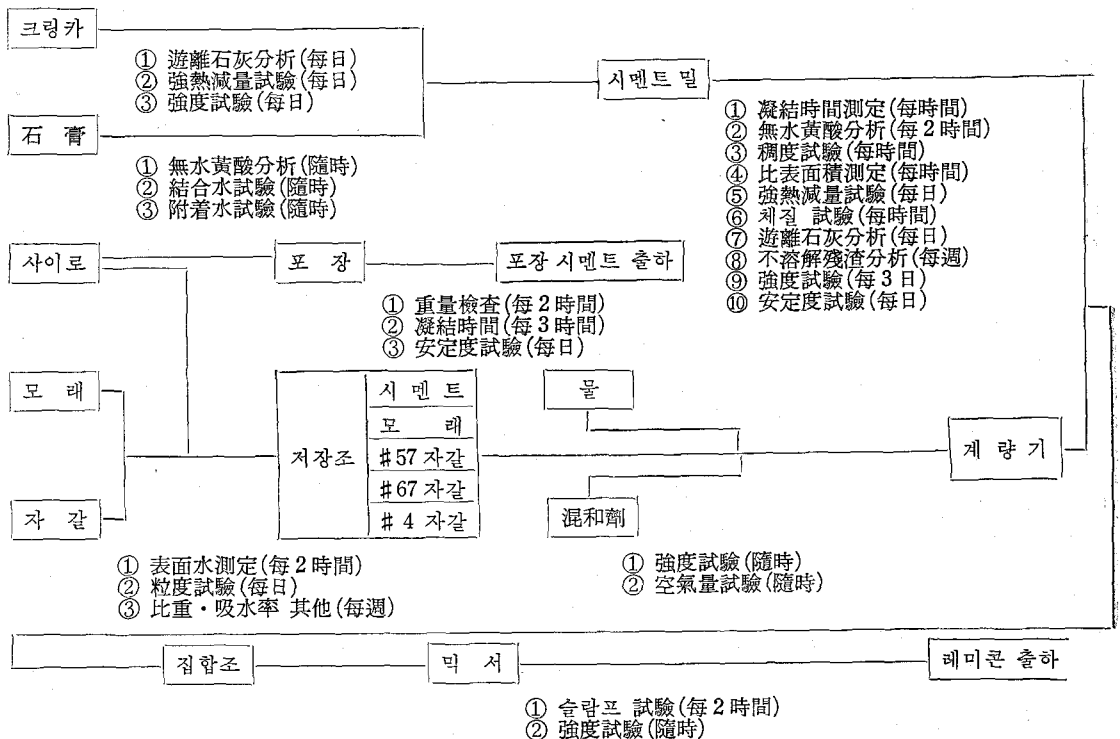 크링카
① 遊離石灰分析(每日)
② 強熱減量試驗(每日)
③ 強度試驗(每日)
石 膏
① 無水黃酸分析(隨時)
② 結合水試驗(隨時)
③ 附着水試驗(隨時)
시멘트 밀
① 凝結時間測定(每時間)
② 無水黃酸分析(每 2 時間)
③ 稠度試驗(每時間)
④ 比表面積測定(每時間)
⑤ 強熱減量試驗(每日)
⑥ 체질 試驗(每時間)
⑦ 遊離石灰分析(每日)
⑧ 不溶解殘渣分析(每週)
⑨ 強度試驗(每 3 日)
⑩ 安定度試驗(每日)
사이로
포 장
포장 시멘트 출하
① 重量檢査(每 2 時間)
② 凝結時間(每 3 時間)
③ 安定度試驗(每日)
모 래
자 갈
① 表面水測定(每 2 時間)
② 粒度試驗(每日)
③ 比重・吸水率 其他(每週)
저장조
시 멘 트
모 래
#57 자갈
#67 자갈
# 4 자갈
물
混和劑
① 強度試驗(隨時)
② 空氣量試驗(隨時)
계 량 기
집합조
믹 서
① 슬람프 試驗(每 2 時間)
② 強度試驗(隨時)
레미콘 출하